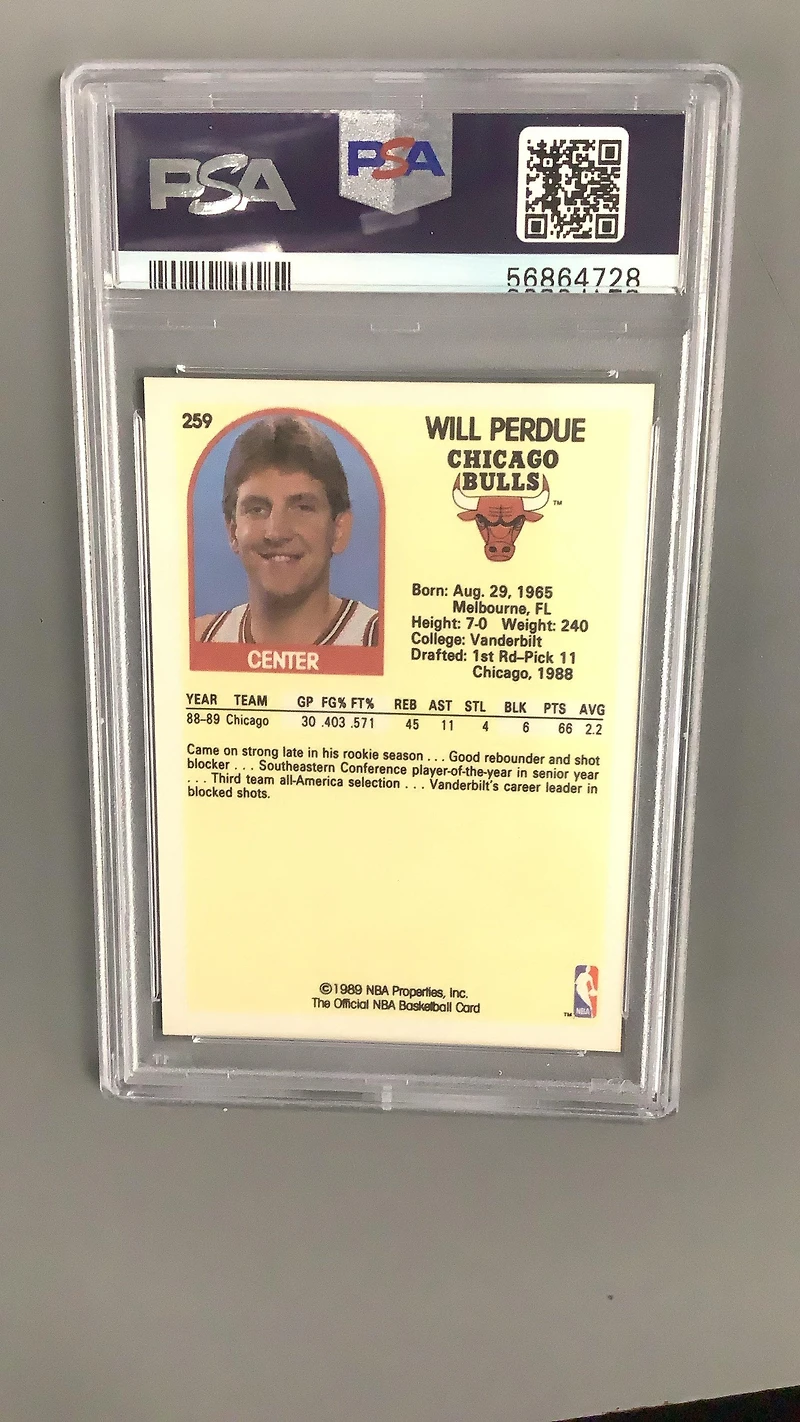 PSA
PSA
56864728
259
WILL PERDUE
CHICAGO
BULLS
TM
Born: Aug. 29, 1965
Melbourne, FL
Height: 7-0 Weight: 240
College: Vanderbilt
Drafted: 1st Rd–Pick 11
Chicago, 1988
CENTER
YEAR TEAM GP FG% FT% REB AST STL BLK PTS AVG
88–89 Chicago 30 .403 .571 45 11 4 6 66 2.2
Came on strong late in his rookie season . . . Good rebounder and shot
blocker . . . Southeastern Conference player-of-the-year in senior year
. . . Third team all-America selection . . . Vanderbilt's career leader in
blocked shots.
©1989 NBA Properties, Inc.
The Official NBA Basketball Card
TM NBA